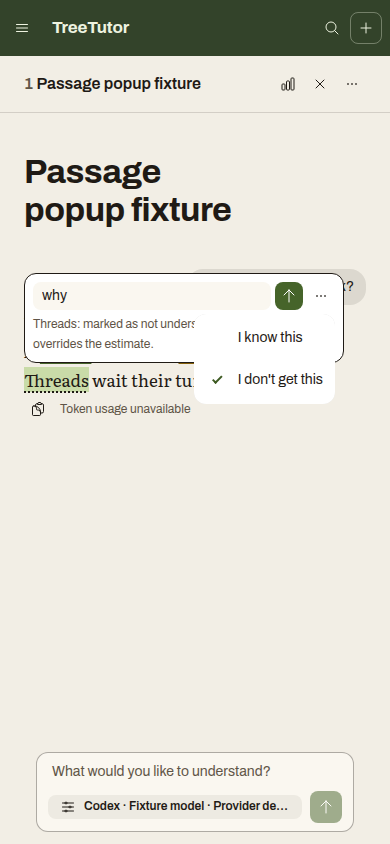 TreeTutor
1 Passage popup fixture
Passage
popup fixture
?
why
Threads: marked as not unders
overrides the estimate.
I know this
I don't get this
Threads wait their tu
Token usage unavailable
What would you like to understand?
Codex · Fixture model · Provider de...